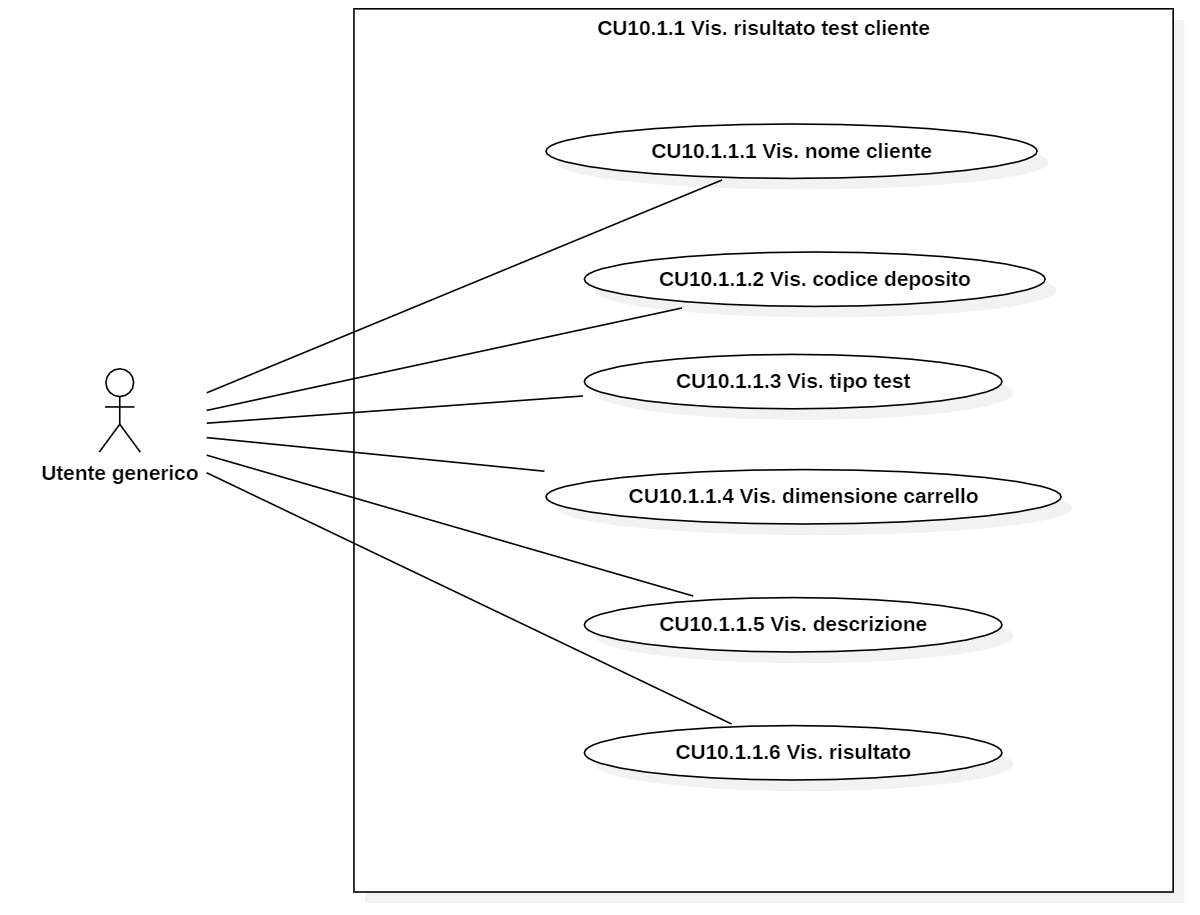 CU10.1.1 Vis. risultato test cliente
CU10.1.1.1 Vis. nome cliente
CU10.1.1.2 Vis. codice deposito
CU10.1.1.3 Vis. tipo test
Utente generico
CU10.1.1.4 Vis. dimensione carrello
CU10.1.1.5 Vis. descrizione
CU10.1.1.6 Vis. risultato